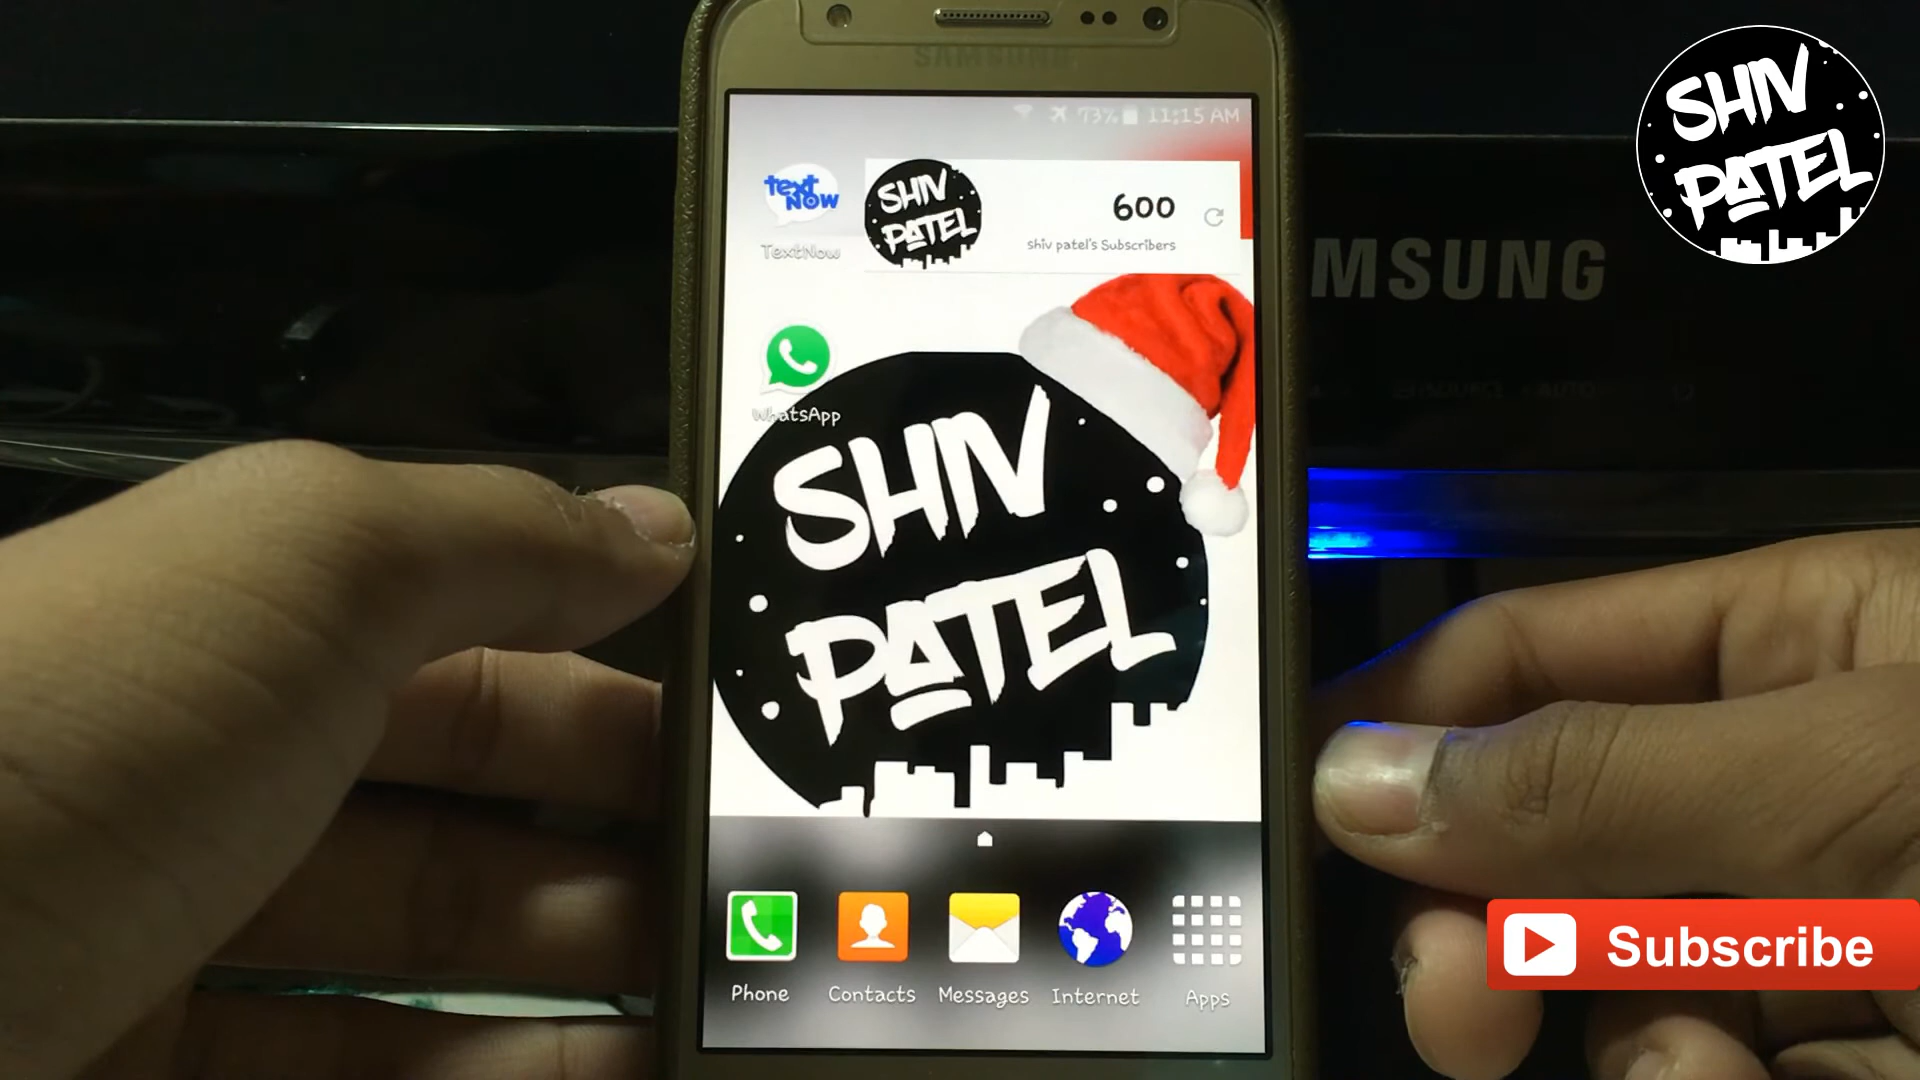 SAMSUNG
73% 11:15 AM
text NOW
TextNow
SHIV
PATEL
600
shiv patel's Subscribers
WhatsApp
SHIV
PATEL
Phone
Contacts
Messages
Internet
Apps
MSUNG
SHIV
PATEL
Subscribe